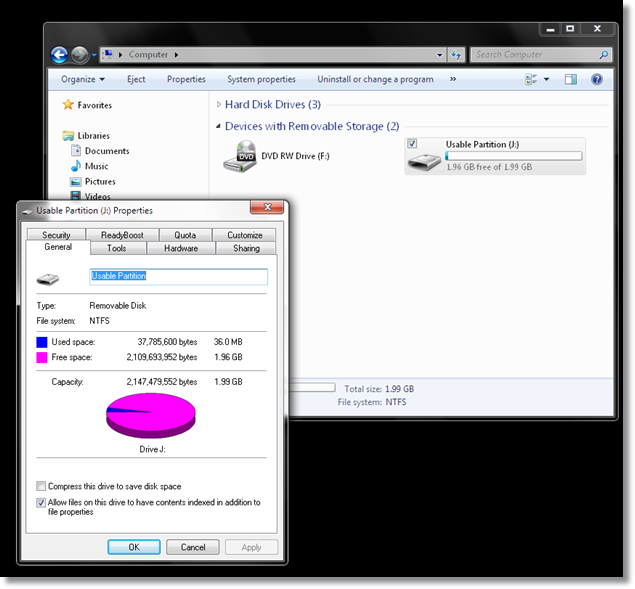 Computer
Search Computer
Organize
Eject
Properties
System properties
Uninstall or change a program
»
Favorites
Libraries
Documents
Music
Pictures
Videos
Hard Disk Drives (3)
Devices with Removable Storage (2)
DVD RW Drive (F:)
DVD
Usable Partition (J:)
1.96 GB free of 1.99 GB
Total size: 1.99 GB
File system: NTFS
Usable Partition (J:) Properties
Security ReadyBoost Quota Customize
General Tools Hardware Sharing
Usable Partition
Type: Removable Disk
File system: NTFS
Used space: 37,785,600 bytes 36.0 MB
Free space: 2,109,693,952 bytes 1.96 GB
Capacity: 2,147,479,552 bytes 1.99 GB
Drive J:
Compress this drive to save disk space
Allow files on this drive to have contents indexed in addition to
file properties
OK Cancel Apply